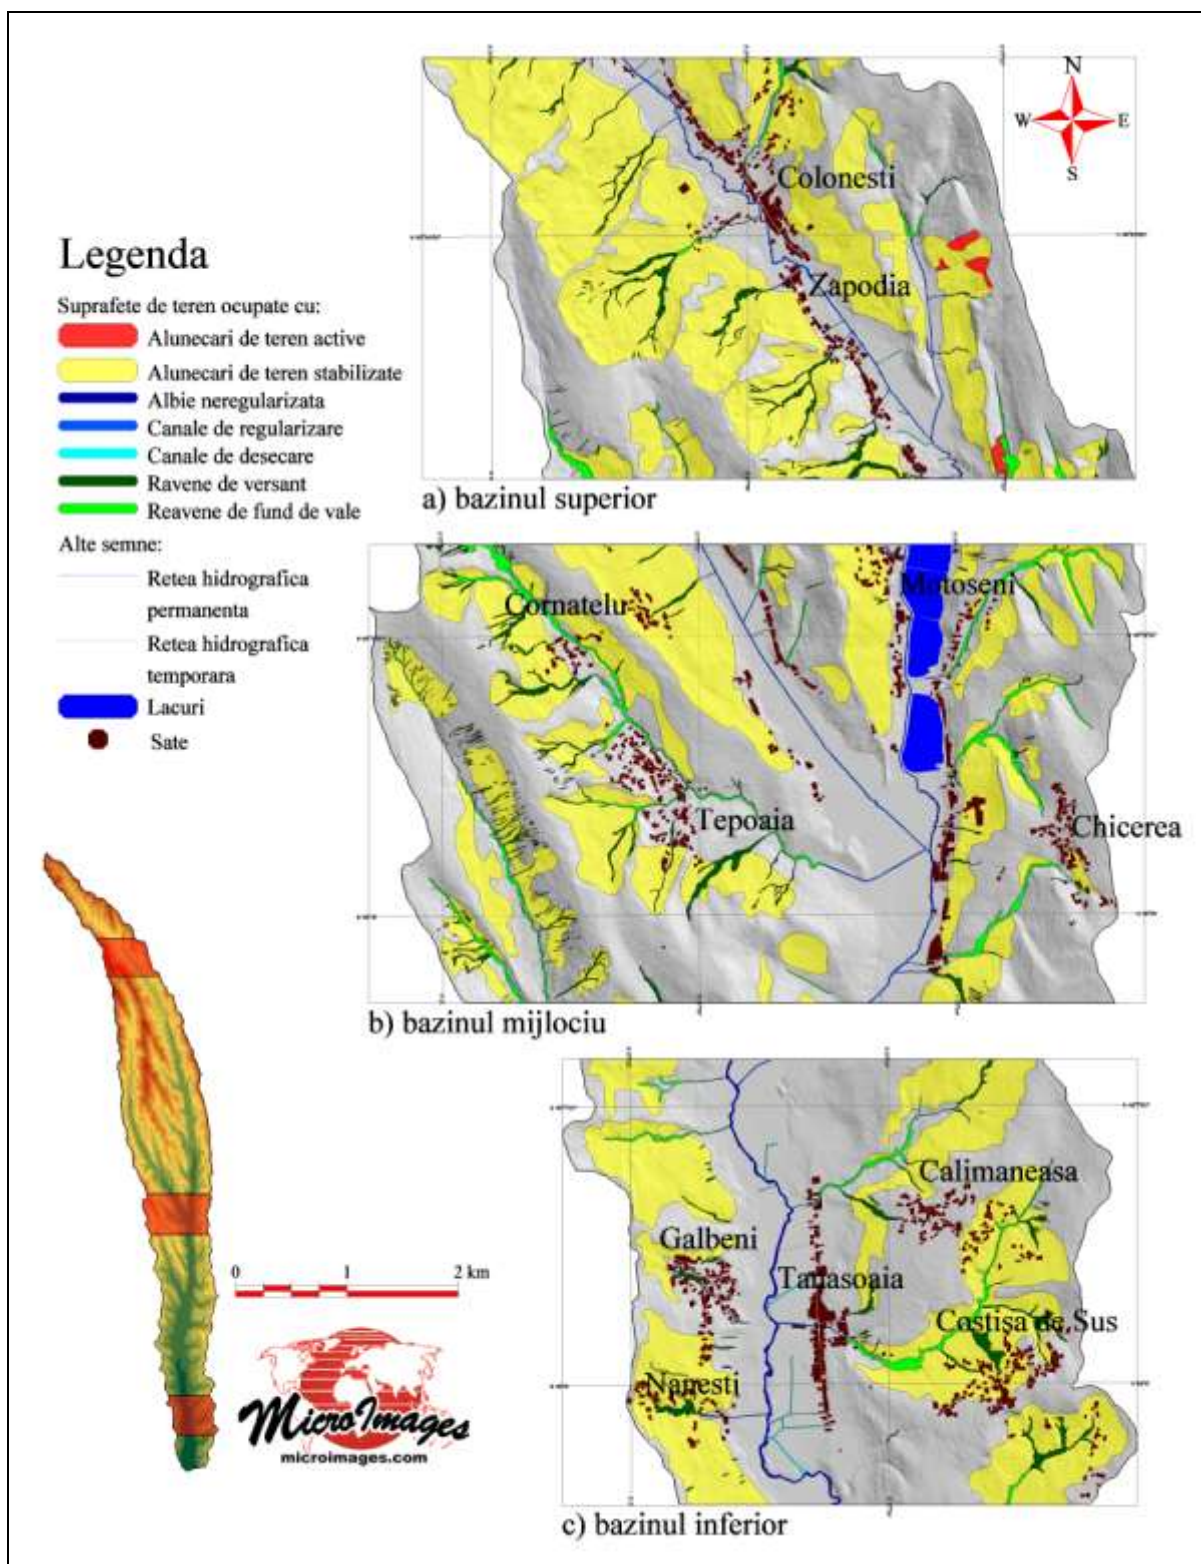 N
W E
S
Colonesti
Zapodia
a) bazinul superior
Legenda
Suprafete de teren ocupate cu:
Alunecari de teren active
Alunecari de teren stabilizate
Albie neregularizata
Canale de regularizare
Canale de desecare
Ravene de versant
Reavene de fund de vale
Alte semne:
Retea hidrografica
permanenta
Retea hidrografica
temporara
Lacuri
Sate
Motoseni
Cornatelu
Tepoaia
Chicerea
b) bazinul mijlociu
Calimaneasa
Galbeni
Tanasoaia
Costisa de Sus
Nanesti
c) bazinul inferior
0 1 2 km
MicroImages
microimages.com